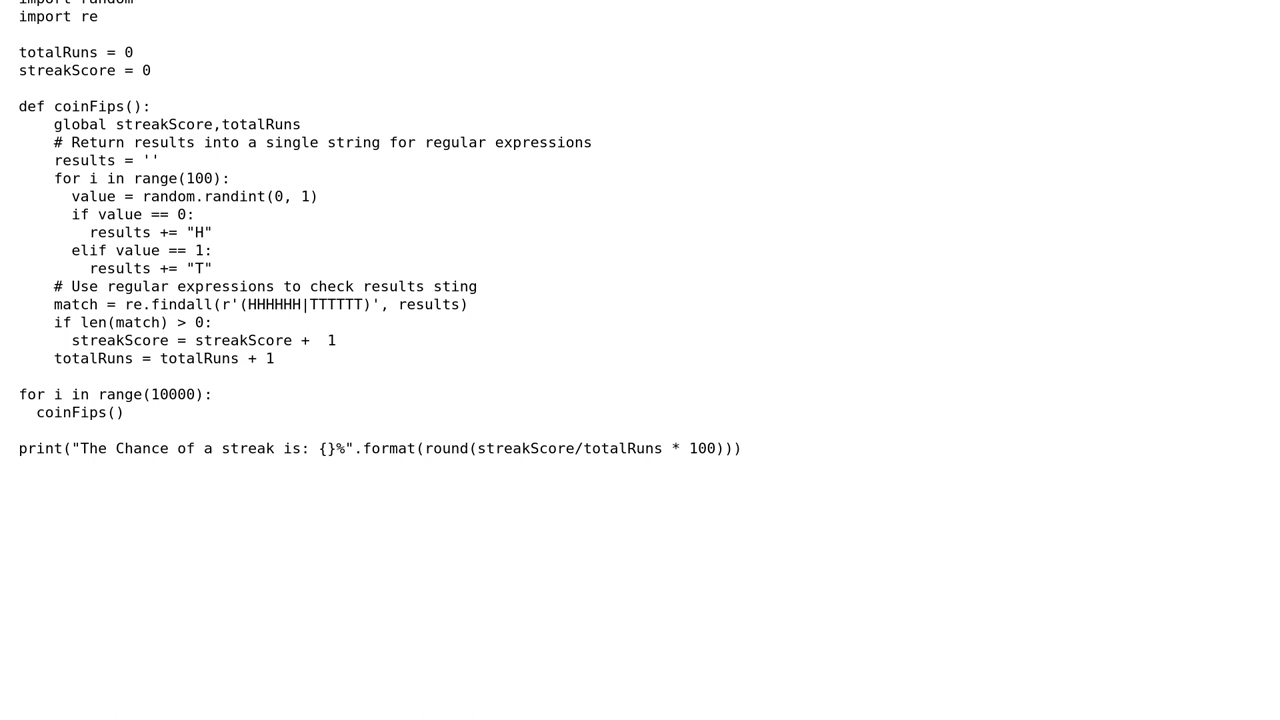 import random
import re

totalRuns = 0
streakScore = 0

def coinFips():
    global streakScore,totalRuns
    # Return results into a single string for regular expressions
    results = ''
    for i in range(100):
      value = random.randint(0, 1)
      if value == 0:
        results += "H"
      elif value == 1:
        results += "T"
    # Use regular expressions to check results sting
    match = re.findall(r'(HHHHHH|TTTTTT)', results)
    if len(match) > 0:
      streakScore = streakScore +  1
    totalRuns = totalRuns + 1

for i in range(10000):
  coinFips()

print("The Chance of a streak is: {}%".format(round(streakScore/totalRuns * 100)))